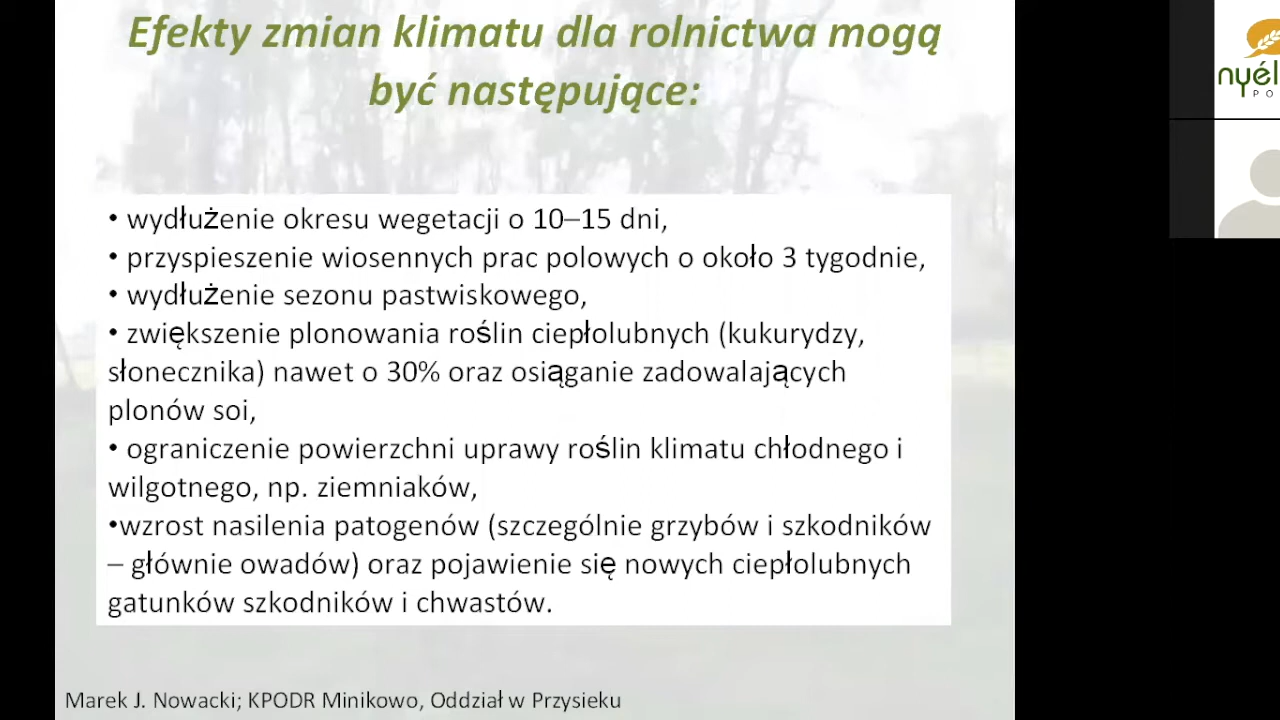 Efekty zmian klimatu dla rolnictwa mogą
być następujące:
• wydłużenie okresu wegetacji o 10–15 dni,
• przyspieszenie wiosennych prac polowych o około 3 tygodnie,
• wydłużenie sezonu pastwiskowego,
• zwiększenie plonowania roślin ciepłolubnych (kukurydzy,
słonecznika) nawet o 30% oraz osiąganie zadowalających
plonów soi,
• ograniczenie powierzchni uprawy roślin klimatu chłodnego i
wilgotnego, np. ziemniaków,
•wzrost nasilenia patogenów (szczególnie grzybów i szkodników
– głównie owadów) oraz pojawienie się nowych ciepłolubnych
gatunków szkodników i chwastów.
Marek J. Nowacki; KPODR Minikowo, Oddział w Przysieku
nyél
PO